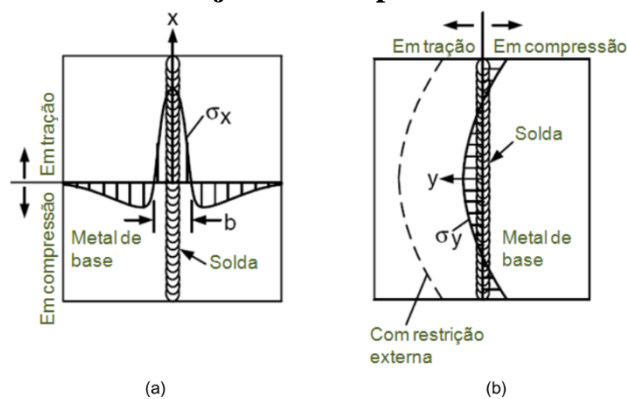 x
Em tração
Em compressão
σx
b
Metal de
base
Solda
(a)
Em tração
Em compressão
Solda
y
σy
Metal de
base
Com restrição
externa
(b)